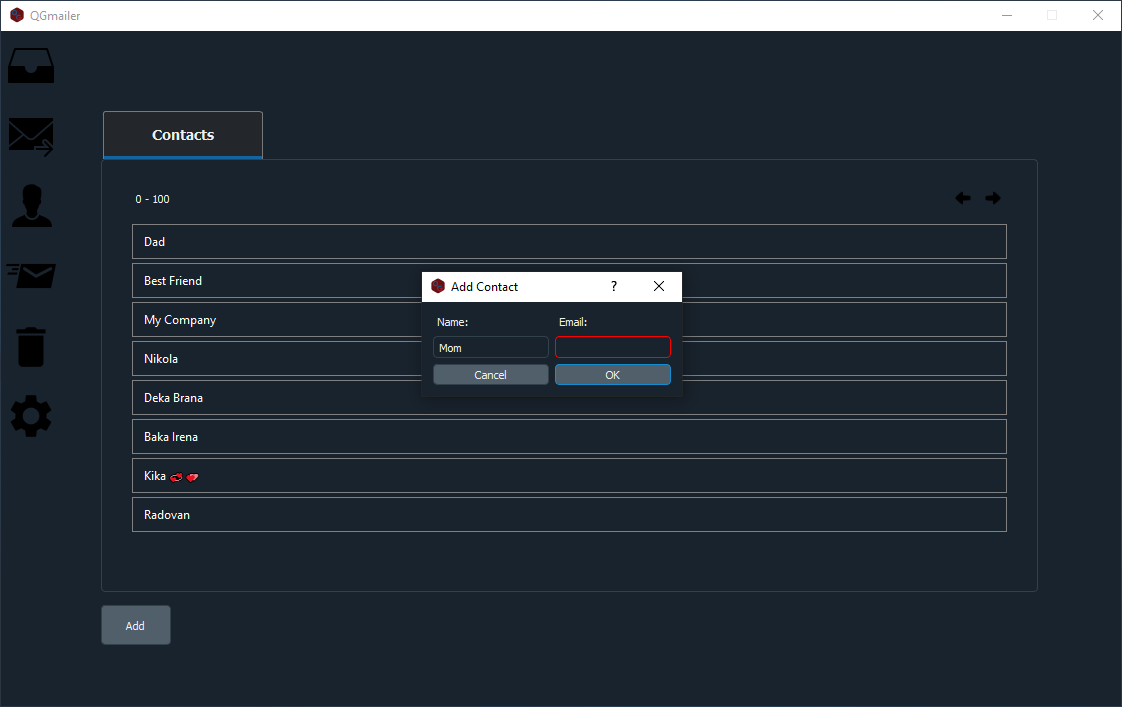 QGmailer
Contacts
0 - 100
Dad
Best Friend
My Company
Nikola
Deka Brana
Baka Irena
Kika 💋💓
Radovan
Add Contact ?
Name: Email:
Mom
Cancel OK
Add